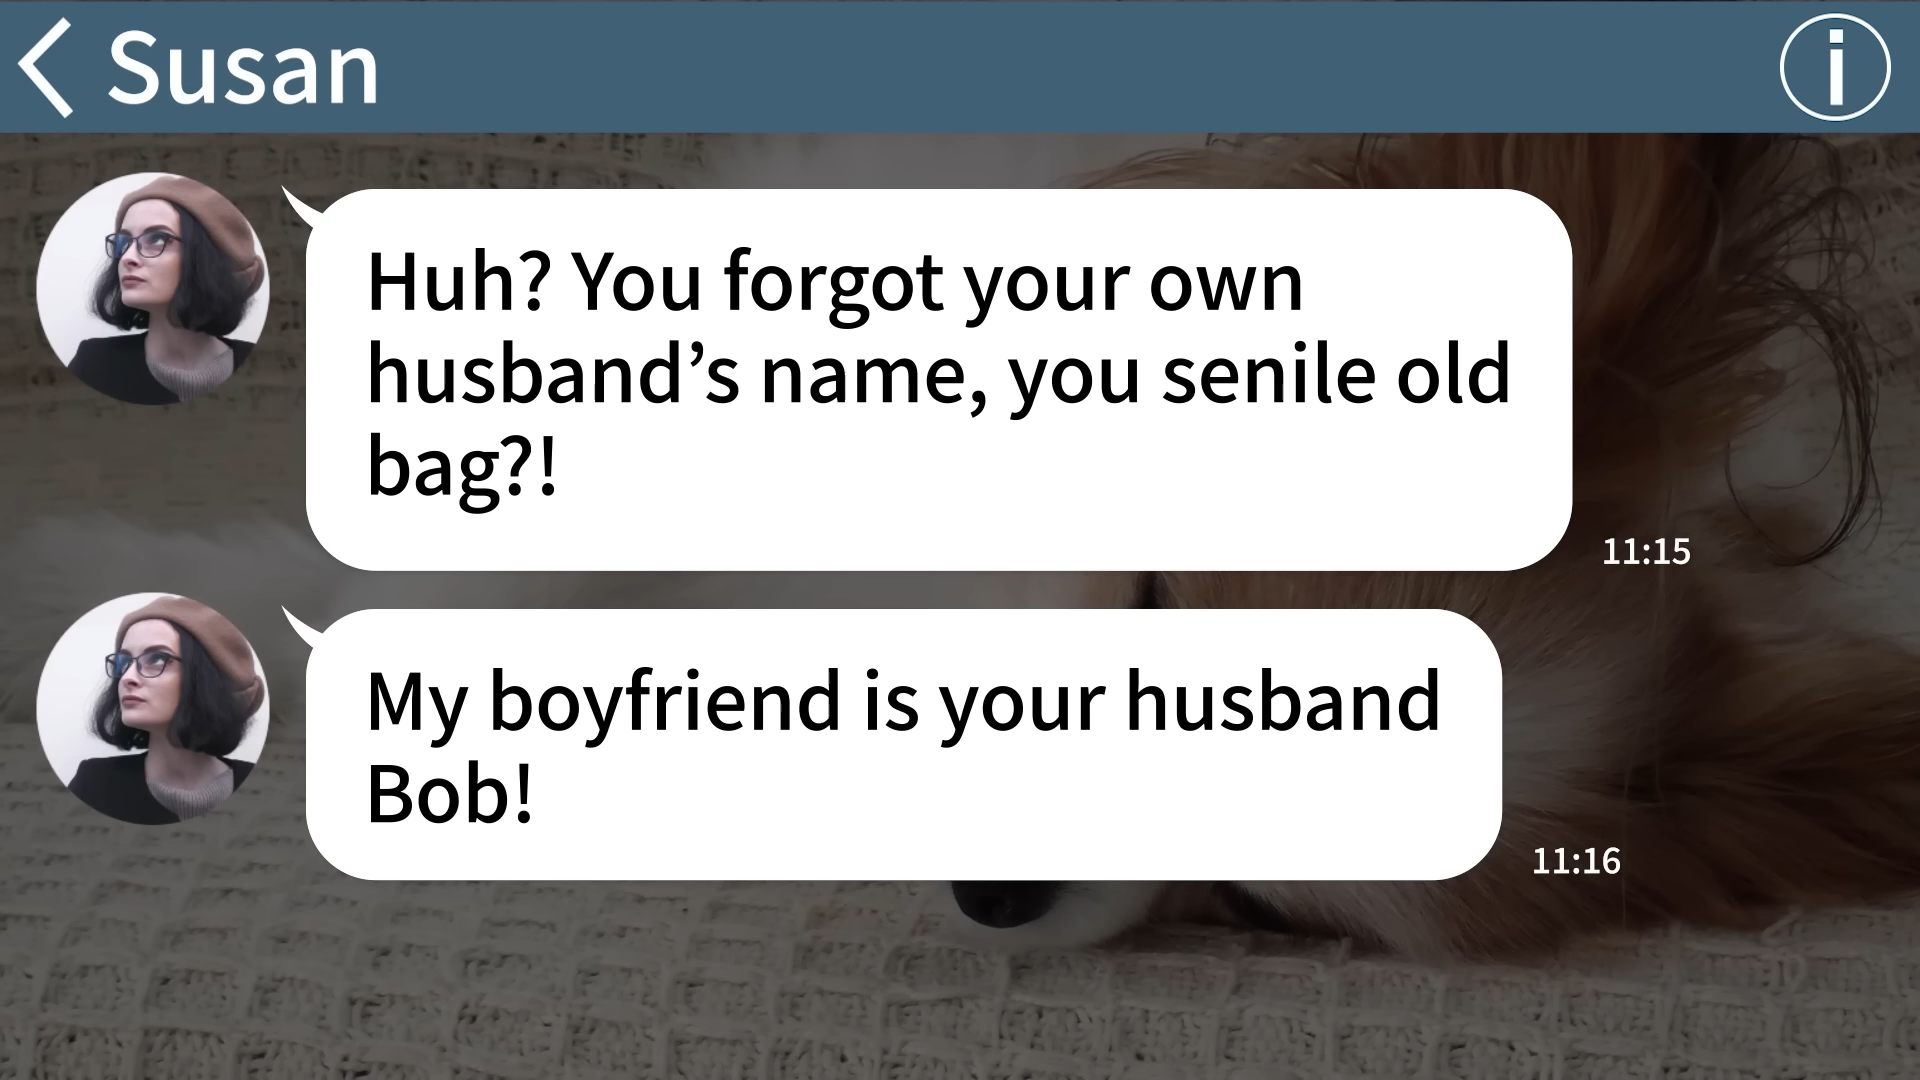 Susan
Huh? You forgot your own
husband’s name, you senile old
bag?!
11:15
My boyfriend is your husband
Bob!
11:16